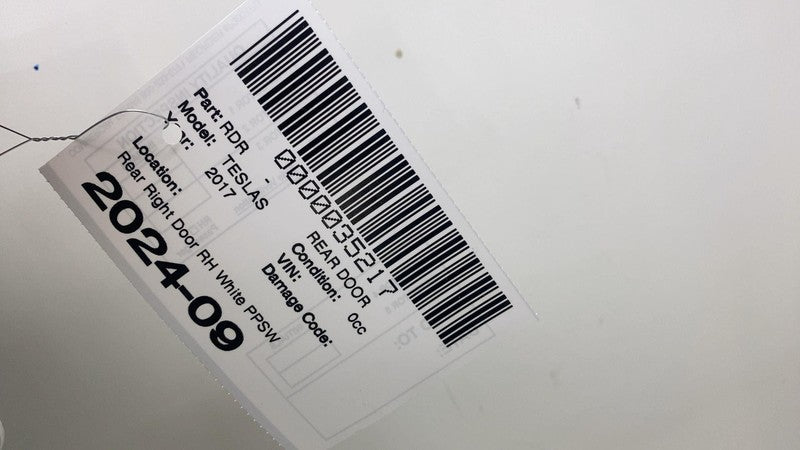 0000035217
Part: RDR - REAR DOOR
Model: TESLAS Condition: 0cc
Year: 2017 VIN:
Damage Code:
Location:
Rear Right Door RH White PPSW
2024-09